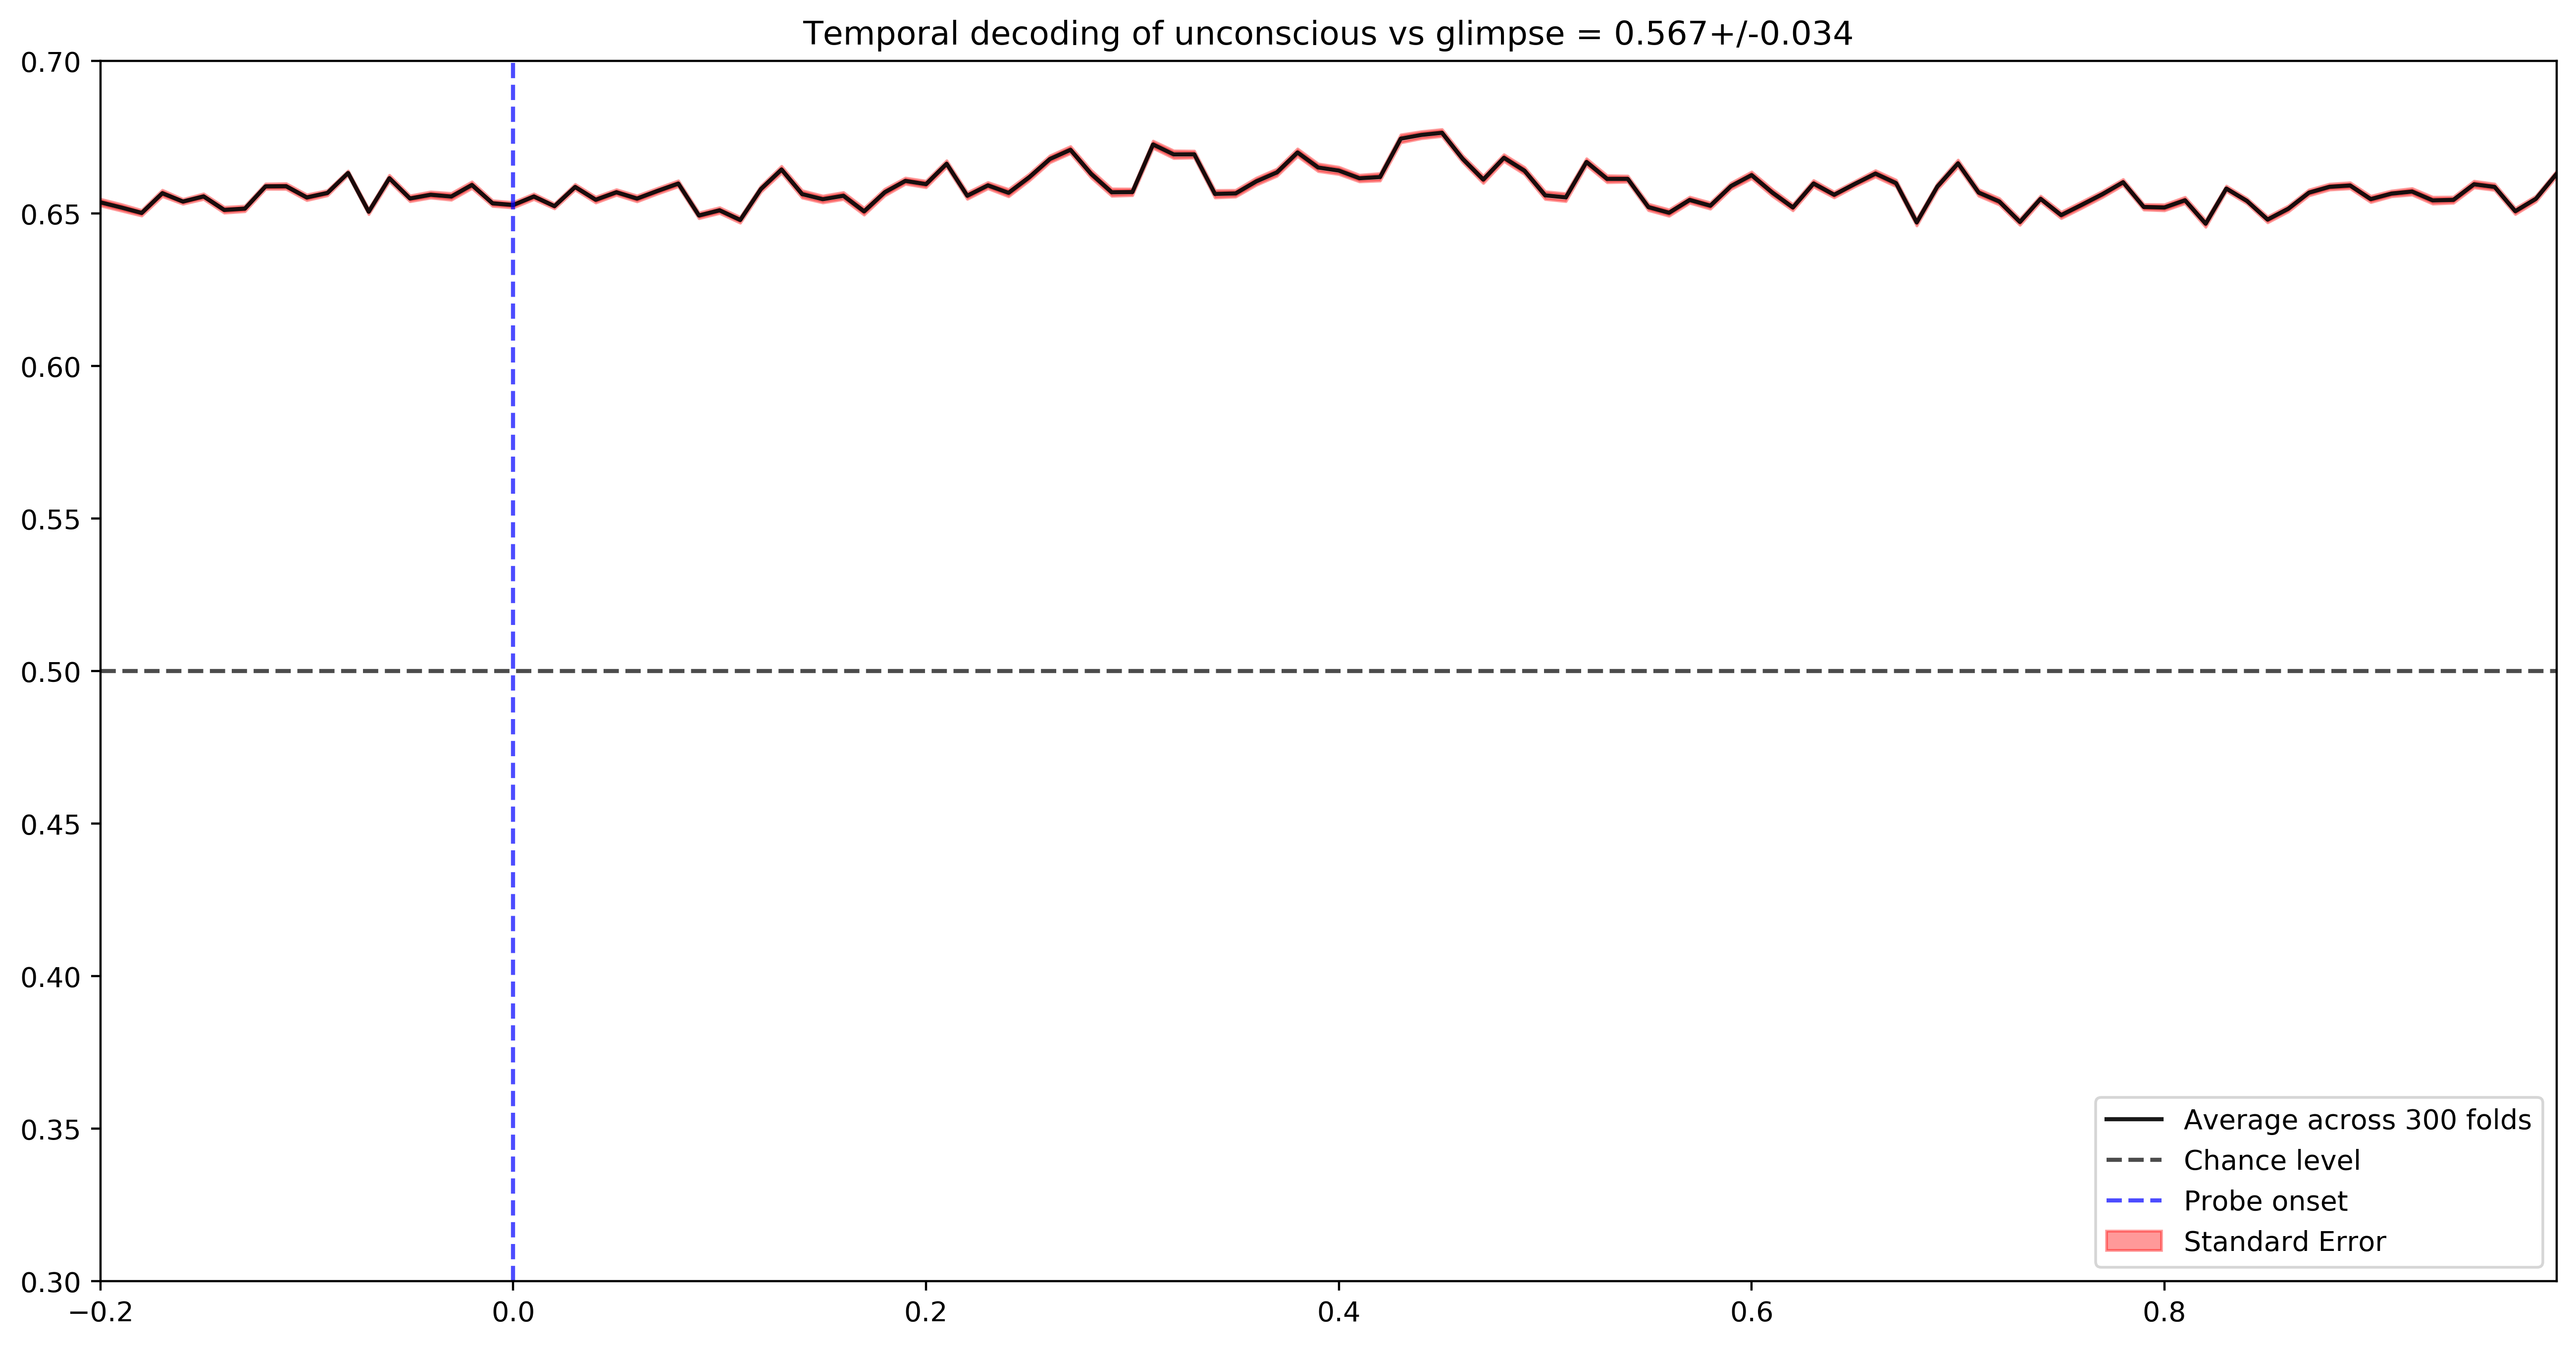 Temporal decoding of unconscious vs glimpse = 0.567+/-0.034
0.70
0.65
0.60
0.55
0.50
0.45
0.40
0.35
0.30
−0.2 0.0 0.2 0.4 0.6 0.8
Average across 300 folds
Chance level
Probe onset
Standard Error